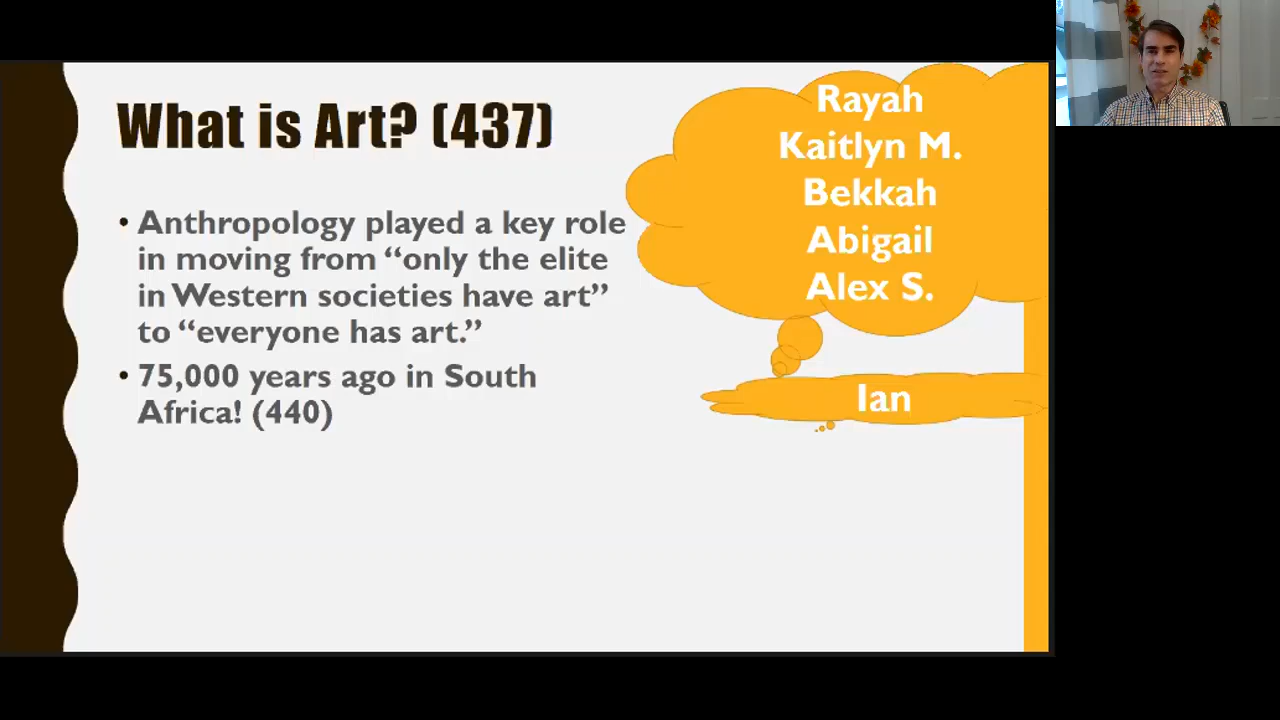 What is Art? (437)
• Anthropology played a key role
in moving from “only the elite
in Western societies have art”
to “everyone has art.”
• 75,000 years ago in South
Africa! (440)
Rayah
Kaitlyn M.
Bekkah
Abigail
Alex S.
Ian